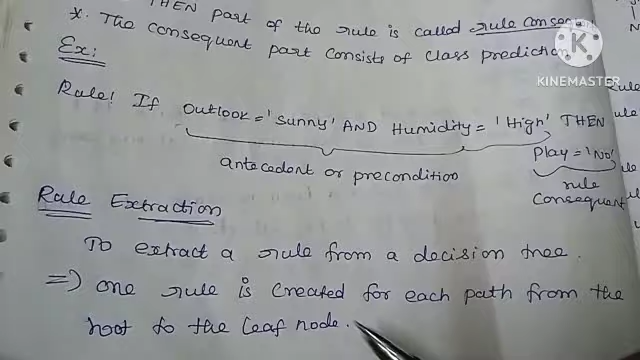 THEN part of the rule is called rule conseq
* The consequent part consists of class prediction
Ex:
KINEMASTER
Rule! If Outlook='Sunny' AND Humidity='High' THEN
Play='No'
antecedent or precondition
rule
Consequent
Rule Extraction
To extract a rule from a decision tree.
=> One rule is created for each path from the
root to the leaf node.